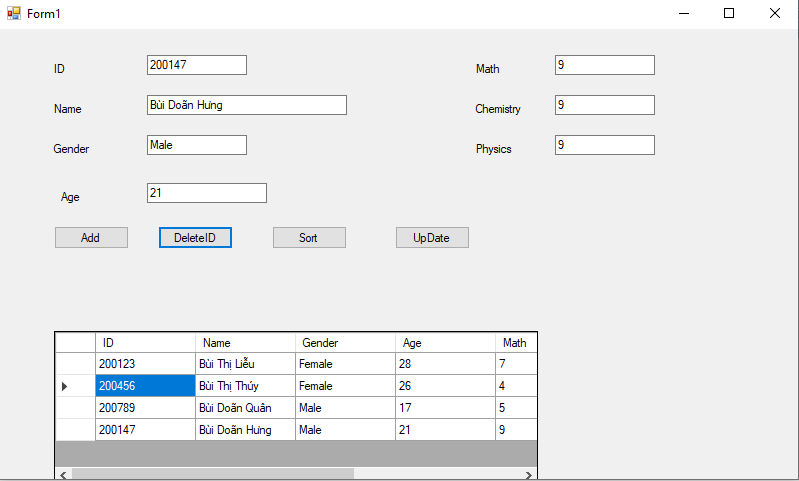 Form1
ID 200147 Math 9
Name Bùi Doãn Hưng Chemistry 9
Gender Male Physics 9
Age 21
Add DeleteID Sort UpDate
ID Name Gender Age Math
200123 Bùi Thị Liễu Female 28 7
200456 Bùi Thị Thúy Female 26 4
200789 Bùi Doãn Quân Male 17 5
200147 Bùi Doãn Hưng Male 21 9